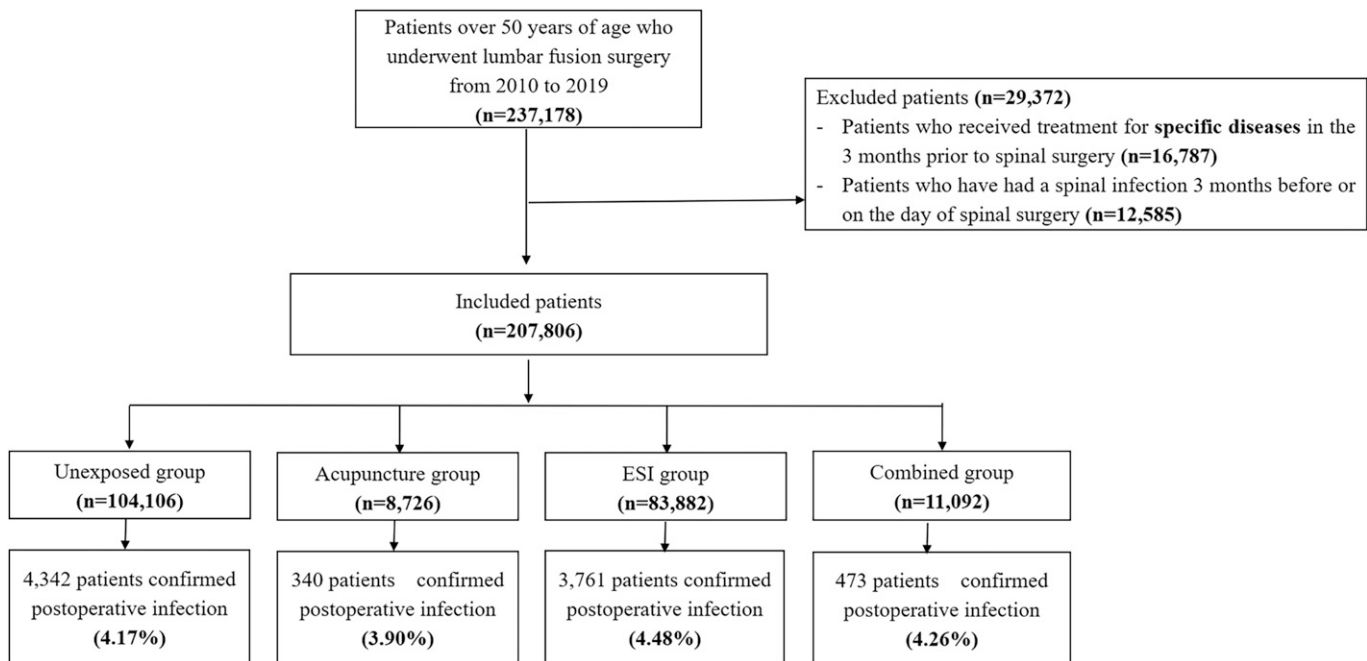 Patients over 50 years of age who
underwent lumbar fusion surgery
from 2010 to 2019
(n=237,178)
Excluded patients (n=29,372)
- Patients who received treatment for specific diseases in the
3 months prior to spinal surgery (n=16,787)
- Patients who have had a spinal infection 3 months before or
on the day of spinal surgery (n=12,585)
Included patients
(n=207,806)
Unexposed group
(n=104,106)
Acupuncture group
(n=8,726)
ESI group
(n=83,882)
Combined group
(n=11,092)
4,342 patients confirmed
postoperative infection
(4.17%)
340 patients confirmed
postoperative infection
(3.90%)
3,761 patients confirmed
postoperative infection
(4.48%)
473 patients confirmed
postoperative infection
(4.26%)